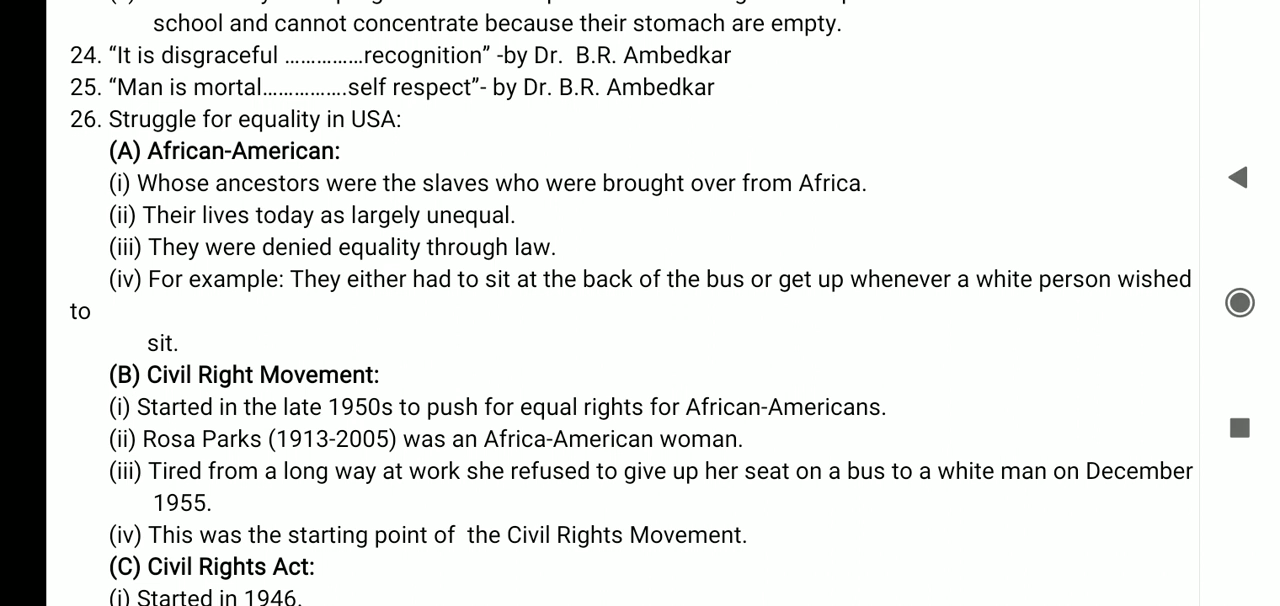 school and cannot concentrate because their stomach are empty.
24. “It is disgraceful ..............recognition” -by Dr.  B.R. Ambedkar
25. “Man is mortal................self respect”- by Dr. B.R. Ambedkar
26. Struggle for equality in USA:
(A) African-American:
(i) Whose ancestors were the slaves who were brought over from Africa.
(ii) Their lives today as largely unequal.
(iii) They were denied equality through law.
(iv) For example: They either had to sit at the back of the bus or get up whenever a white person wished
to
sit.
(B) Civil Right Movement:
(i) Started in the late 1950s to push for equal rights for African-Americans.
(ii) Rosa Parks (1913-2005) was an Africa-American woman.
(iii) Tired from a long way at work she refused to give up her seat on a bus to a white man on December
1955.
(iv) This was the starting point of  the Civil Rights Movement.
(C) Civil Rights Act:
(i) Started in 1946.